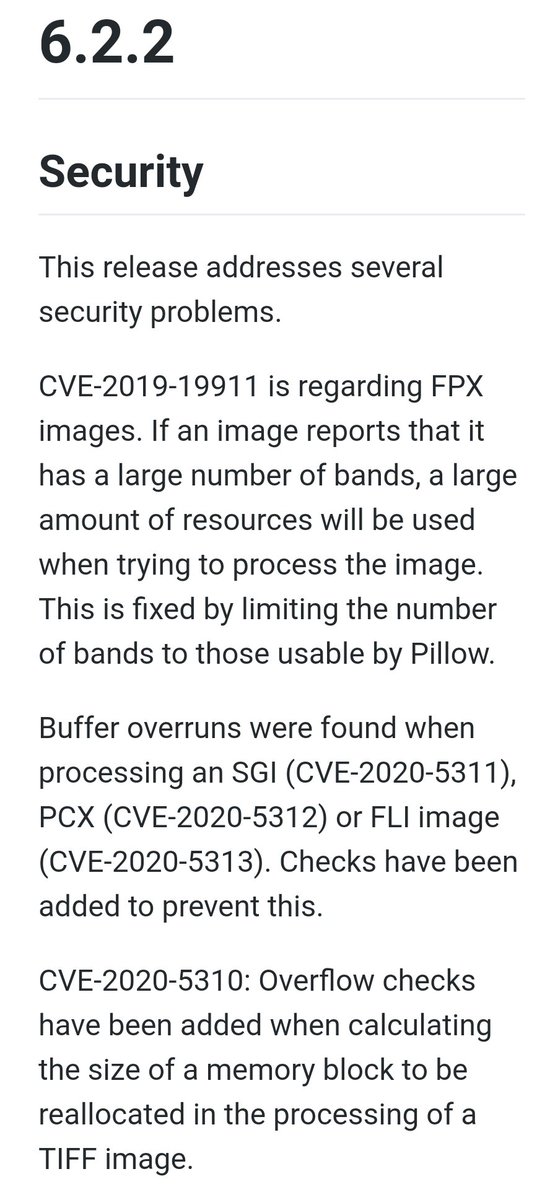 6.2.2
Security
This release addresses several
security problems.
CVE-2019-19911 is regarding FPX
images. If an image reports that it
has a large number of bands, a large
amount of resources will be used
when trying to process the image.
This is fixed by limiting the number
of bands to those usable by Pillow.
Buffer overruns were found when
processing an SGI (CVE-2020-5311),
PCX (CVE-2020-5312) or FLI image
(CVE-2020-5313). Checks have been
added to prevent this.
CVE-2020-5310: Overflow checks
have been added when calculating
the size of a memory block to be
reallocated in the processing of a
TIFF image.